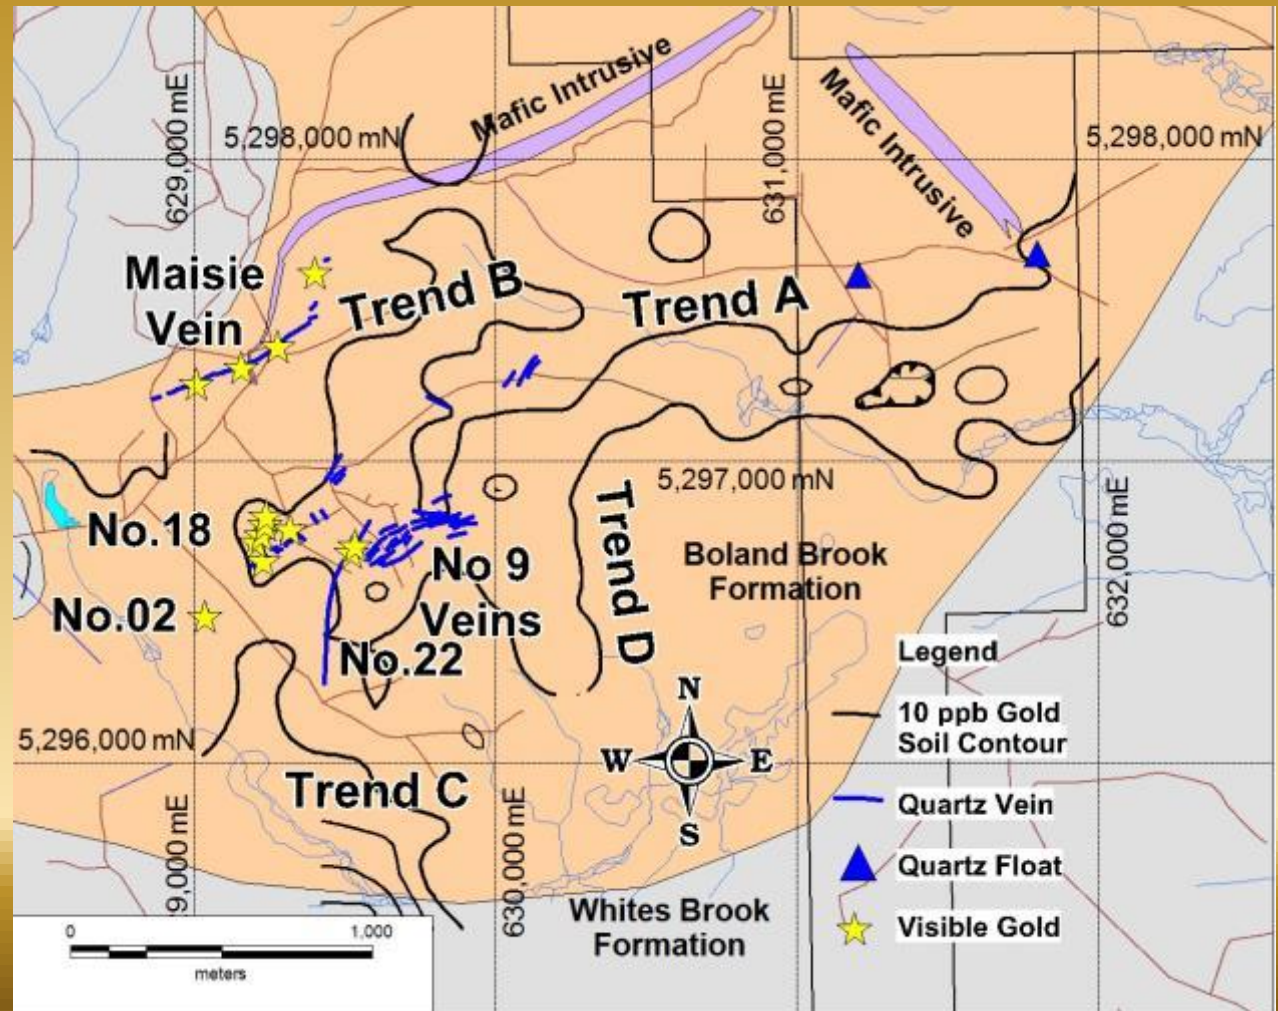 629,000 mE
5,298,000 mN
Mafic Intrusive
631,000 mE
Mafic Intrusive
5,298,000 mN
Maisie
Vein
Trend B
Trend A
No.18
5,297,000 mN
Trend D
No 9
Veins
Boland Brook
Formation
632,000 mE
No.02
No.22
Legend
10 ppb Gold
Soil Contour
Quartz Vein
Quartz Float
Visible Gold
N
W
E
S
5,296,000 mN
Trend C
9,000 mE
630,000 mE
Whites Brook
Formation
0
1,000
meters